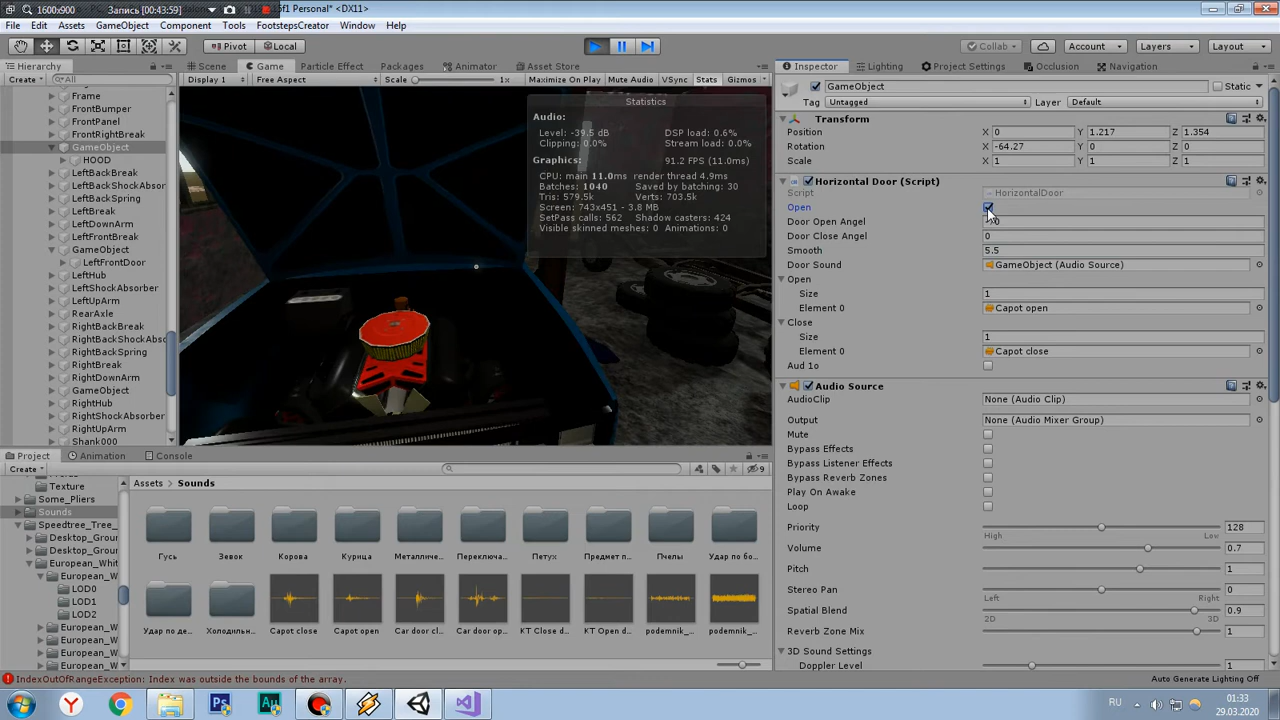 1600x900 Запись [00:43:59] 5f1 Personal* <DX11>
File Edit Assets GameObject Component Tools FootstepsCreator Window Help
Pivot Local Collab Account Layers Layout
Hierarchy Scene Game Particle Effect Packages Animator Asset Store Inspector Lighting Project Settings Occlusion Navigation
Create All Display 1 Free Aspect Scale 1x Maximize On Play Mute Audio VSync Stats Gizmos
GameObject Static
Tag Untagged Layer Default
Frame
FrontBumper
FrontPanel
FrontRightBreak
GameObject
HOOD
LeftBackBreak
LeftBackShockAbsor
LeftBackSpring
LeftBreak
LeftDownArm
LeftFrontBreak
GameObject
LeftFrontDoor
LeftHub
LeftShockAbsorber
LeftUpArm
RearAxle
RightBackBreak
RightBackShockAbso
RightBackSpring
RightBreak
RightDownArm
GameObject
RightHub
RightShockAbsorber
RightUpArm
Shank000
Statistics
Audio:
Level: -39.5 dB DSP load: 0.6%
Clipping: 0.0% Stream load: 0.0%
Graphics: 91.2 FPS (11.0ms)
CPU: main 11.0ms render thread 4.9ms
Batches: 1040 Saved by batching: 30
Tris: 579.5k Verts: 703.5k
Screen: 743x451 - 3.8 MB
SetPass calls: 562 Shadow casters: 424
Visible skinned meshes: 0 Animations: 0
Transform
Position X 0 Y 1.217 Z 1.354
Rotation X -64.27 Y 0 Z 0
Scale X 1 Y 1 Z 1
Horizontal Door (Script)
Script HorizontalDoor
Open
Door Open Angel
Door Close Angel 0
Smooth 5.5
Door Sound GameObject (Audio Source)
Open
Size 1
Element 0 Capot open
Close
Size 1
Element 0 Capot close
Aud 1o
Audio Source
AudioClip None (Audio Clip)
Output None (Audio Mixer Group)
Mute
Bypass Effects
Bypass Listener Effects
Bypass Reverb Zones
Play On Awake
Loop
Priority 128
High Low
Volume 0.7
Pitch 1
Stereo Pan 0
Left Right
Spatial Blend 0.9
2D 3D
Reverb Zone Mix 1
3D Sound Settings
Doppler Level 1
Project Animation Console
Create 9
Texture
Some_Pliers
Sounds
Speedtree_Tree_
Desktop_Groun
Desktop_Groun
European_Whit
European_W
LOD0
LOD1
LOD2
European_W
European_W
European_W
European_W
Assets Sounds
Гусь Зевок Корова Курица Металличе... Переключа... Петух Предмет п... Пчелы Удар по бо...
Удар по де... Холодильн... Capot close Capot open Car door cl... Car door op... KT Close d... KT Open d... podemnik_... podemnik_...
IndexOutOfRangeException: Index was outside the bounds of the array.
Auto Generate Lighting Off
RU 01:33
29.03.2020